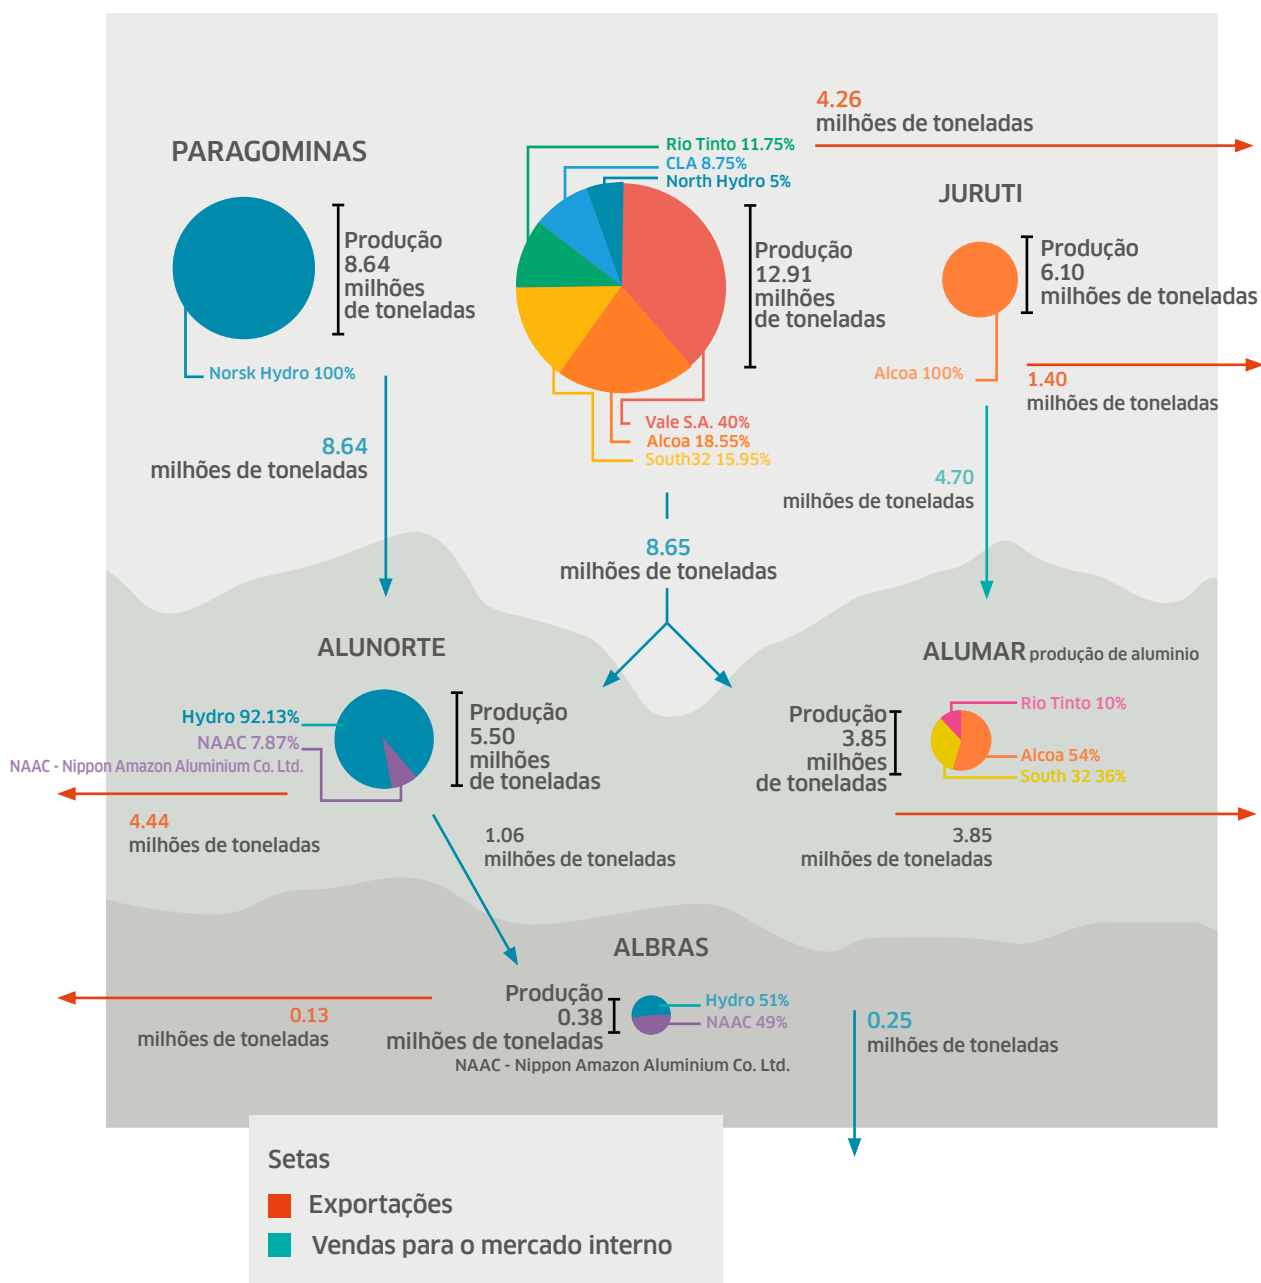 PARAGOMINAS
Produção
8.64
milhões
de toneladas
Norsk Hydro 100%
8.64
milhões de toneladas
Rio Tinto 11.75%
CLA 8.75%
North Hydro 5%
4.26
milhões de toneladas
Produção
12.91
milhões
de toneladas
Vale S.A. 40%
Alcoa 18.55%
South32 15.95%
8.65
milhões de toneladas
JURUTI
Produção
6.10
milhões de toneladas
Alcoa 100%
1.40
milhões de toneladas
4.70
milhões de toneladas
ALUNORTE
Hydro 92.13%
NAAC 7.87%
NAAC - Nippon Amazon Aluminium Co. Ltd.
Produção
5.50
milhões
de toneladas
4.44
milhões de toneladas
1.06
milhões de toneladas
ALUMAR produção de aluminio
Produção
3.85
milhões
de toneladas
Rio Tinto 10%
Alcoa 54%
South 32 36%
3.85
milhões de toneladas
ALBRAS
Produção
0.38
milhões de toneladas
Hydro 51%
NAAC 49%
NAAC - Nippon Amazon Aluminium Co. Ltd.
0.13
milhões de toneladas
0.25
milhões de toneladas
Setas
Exportações
Vendas para o mercado interno